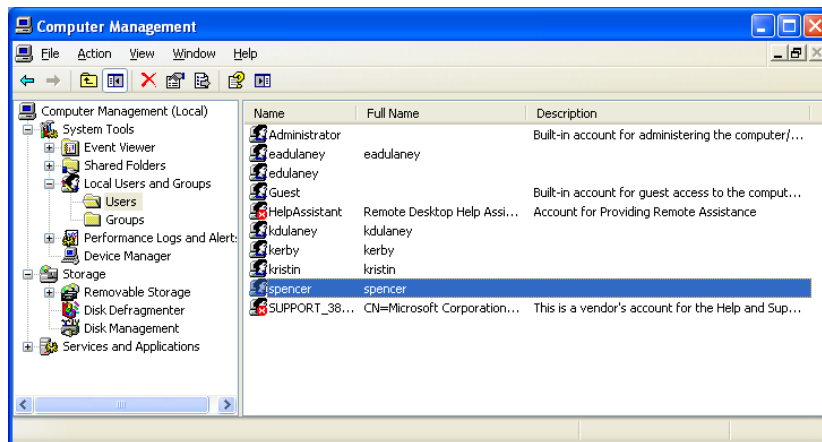 Computer Management
File Action View Window Help
Computer Management (Local)
System Tools
Event Viewer
Shared Folders
Local Users and Groups
Users
Groups
Performance Logs and Alert
Device Manager
Storage
Removable Storage
Disk Defragmenter
Disk Management
Services and Applications
Name Full Name Description
Administrator Built-in account for administering the computer/...
eadulaney eadulaney
edulaney
Guest Built-in account for guest access to the comput...
HelpAssistant Remote Desktop Help Assi... Account for Providing Remote Assistance
kdulaney kdulaney
kerby kerby
kristin kristin
spencer spencer
SUPPORT_38... CN=Microsoft Corporation... This is a vendor's account for the Help and Sup...